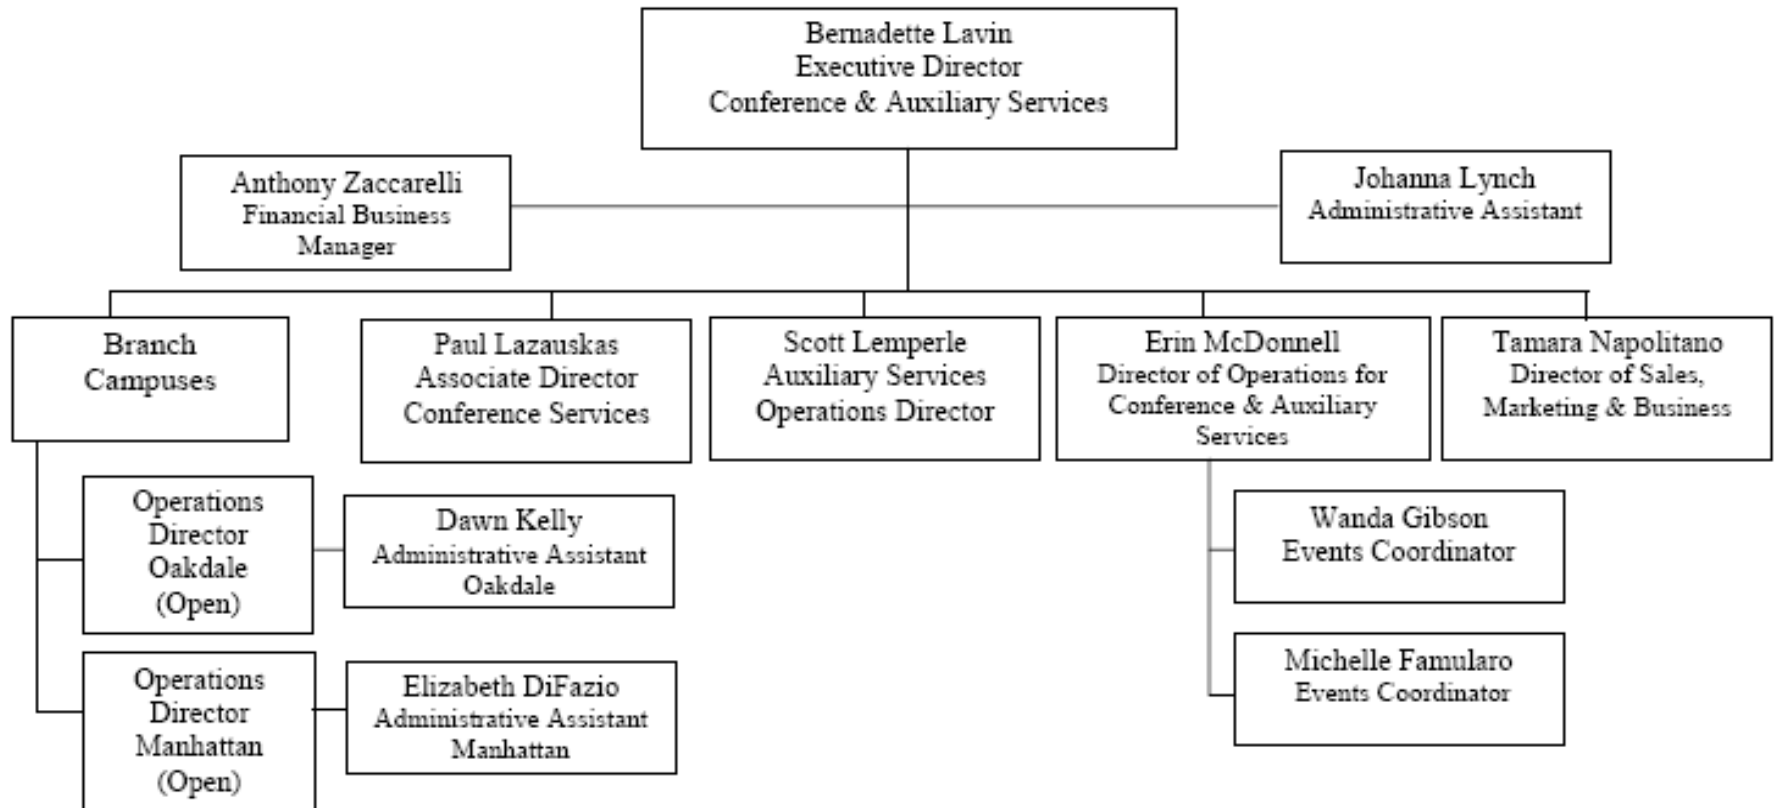 Bernadette Lavin
Executive Director
Conference & Auxiliary Services
Anthony Zaccarelli
Financial Business
Manager
Johanna Lynch
Administrative Assistant
Branch
Campuses
Paul Lazauskas
Associate Director
Conference Services
Scott Lemperle
Auxiliary Services
Operations Director
Erin McDonnell
Director of Operations for
Conference & Auxiliary
Services
Tamara Napolitano
Director of Sales,
Marketing & Business
Operations
Director
Oakdale
(Open)
Dawn Kelly
Administrative Assistant
Oakdale
Wanda Gibson
Events Coordinator
Operations
Director
Manhattan
(Open)
Elizabeth DiFazio
Administrative Assistant
Manhattan
Michelle Famularo
Events Coordinator